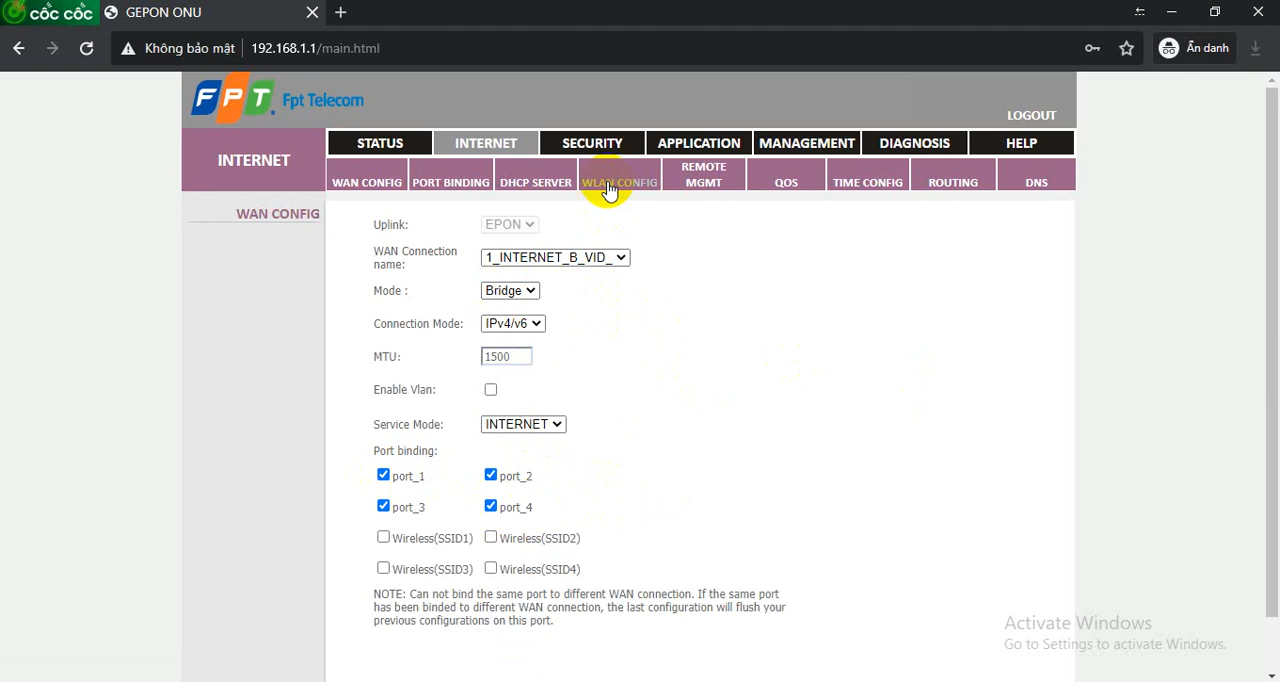 CỐC CỐC GEPON ONU
Không bảo mật 192.168.1.1/main.html Ẩn danh
FPT Fpt Telecom
LOGOUT
INTERNET
STATUS INTERNET SECURITY APPLICATION MANAGEMENT DIAGNOSIS HELP
WAN CONFIG PORT BINDING DHCP SERVER WLAN CONFIG REMOTE MGMT QOS TIME CONFIG ROUTING DNS
WAN CONFIG
Uplink: EPON
WAN Connection name: 1_INTERNET_B_VID_
Mode : Bridge
Connection Mode: IPv4/v6
MTU: 1500
Enable Vlan:
Service Mode: INTERNET
Port binding:
port_1 port_2
port_3 port_4
Wireless(SSID1) Wireless(SSID2)
Wireless(SSID3) Wireless(SSID4)
NOTE: Can not bind the same port to different WAN connection. If the same port
has been binded to different WAN connection, the last configuration will flush your
previous configurations on this port.
Activate Windows
Go to Settings to activate Windows.